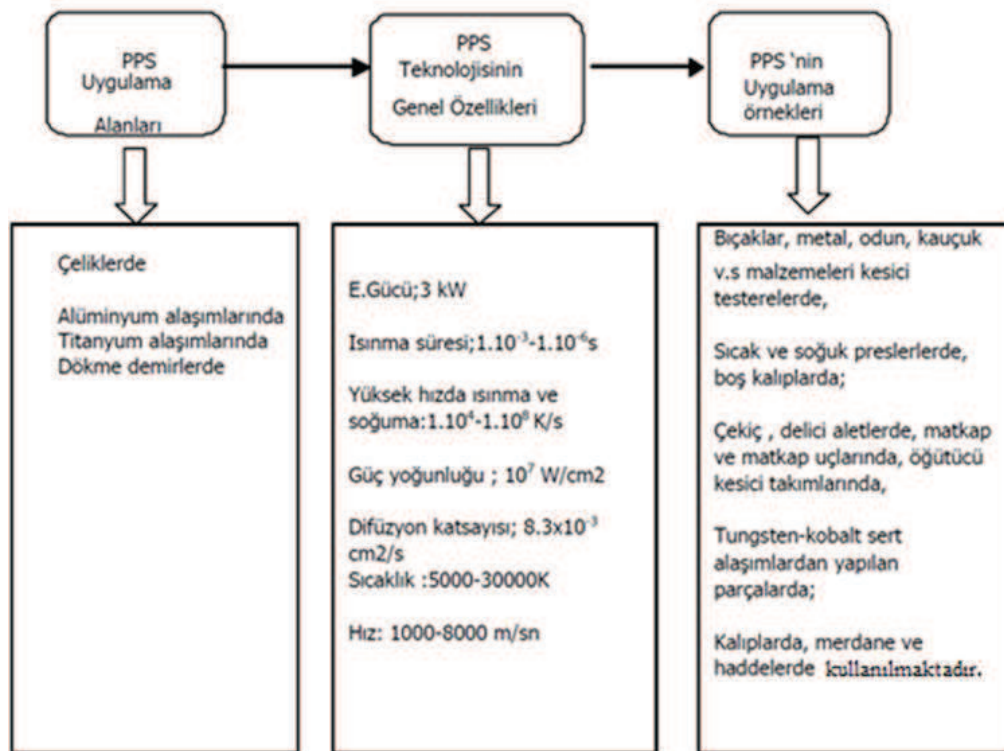 PPS
Uygulama
Alanları
PPS
Teknolojisinin
Genel Özellikleri
PPS 'nin
Uygulama
örnekleri
Çeliklerde
Alüminyum alaşımlarında
Titanyum alaşımlarında
Dökme demirlerde
E.Gücü;3 kW
Isınma süresi;1.10⁻³-1.10⁻⁶s
Yüksek hızda ısınma ve
soğuma:1.10⁴-1.10⁸ K/s
Güç yoğunluğu ; 10⁷ W/cm2
Difüzyon katsayısı; 8.3x10⁻³
cm2/s
Sıcaklık :5000-30000K
Hız: 1000-8000 m/sn
Bıçaklar, metal, odun, kauçuk
v.s malzemeleri kesici
testerelerde,
Sıcak ve soğuk preslerlerde,
boş kalıplarda;
Çekiç , delici aletlerde, matkap
ve matkap uçlarında, öğütücü
kesici takımlarında,
Tungsten-kobalt sert
alaşımlardan yapılan
parçalarda;
Kalıplarda, merdane ve
haddelerde kullanılmaktadır.